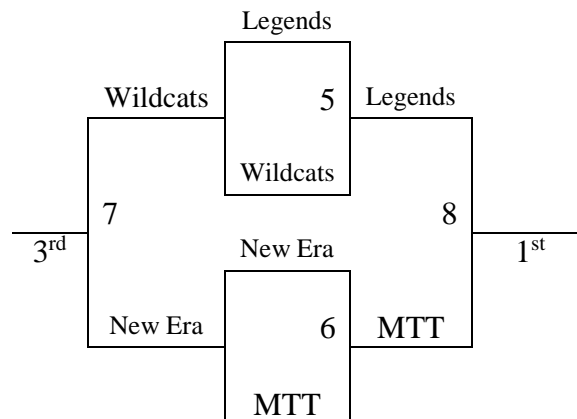 Legends
Wildcats
5
Legends
Wildcats
7
8
3rd
New Era
1st
New Era
6
MTT
MTT